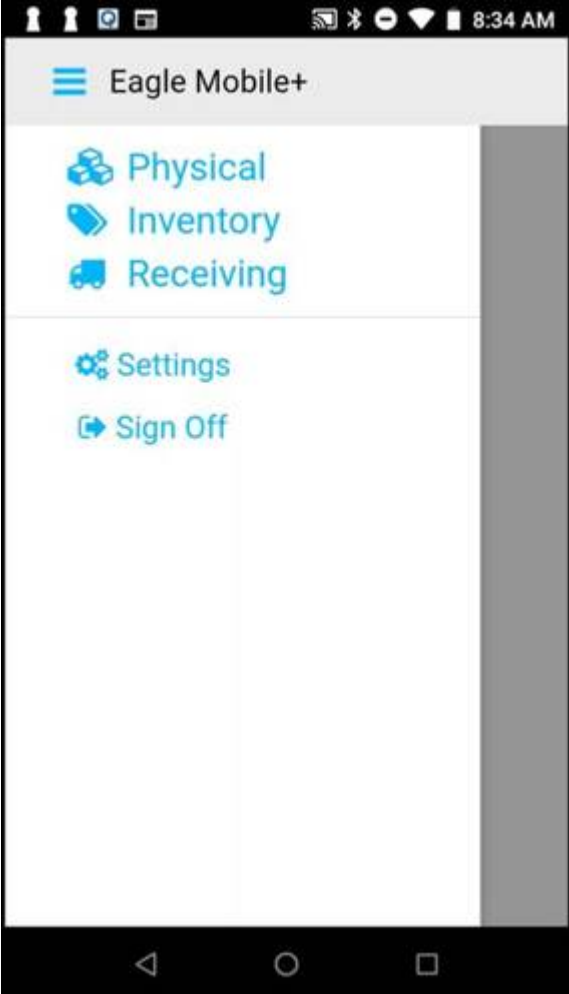 8:34 AM
Eagle Mobile+
Physical
Inventory
Receiving
Settings
Sign Off